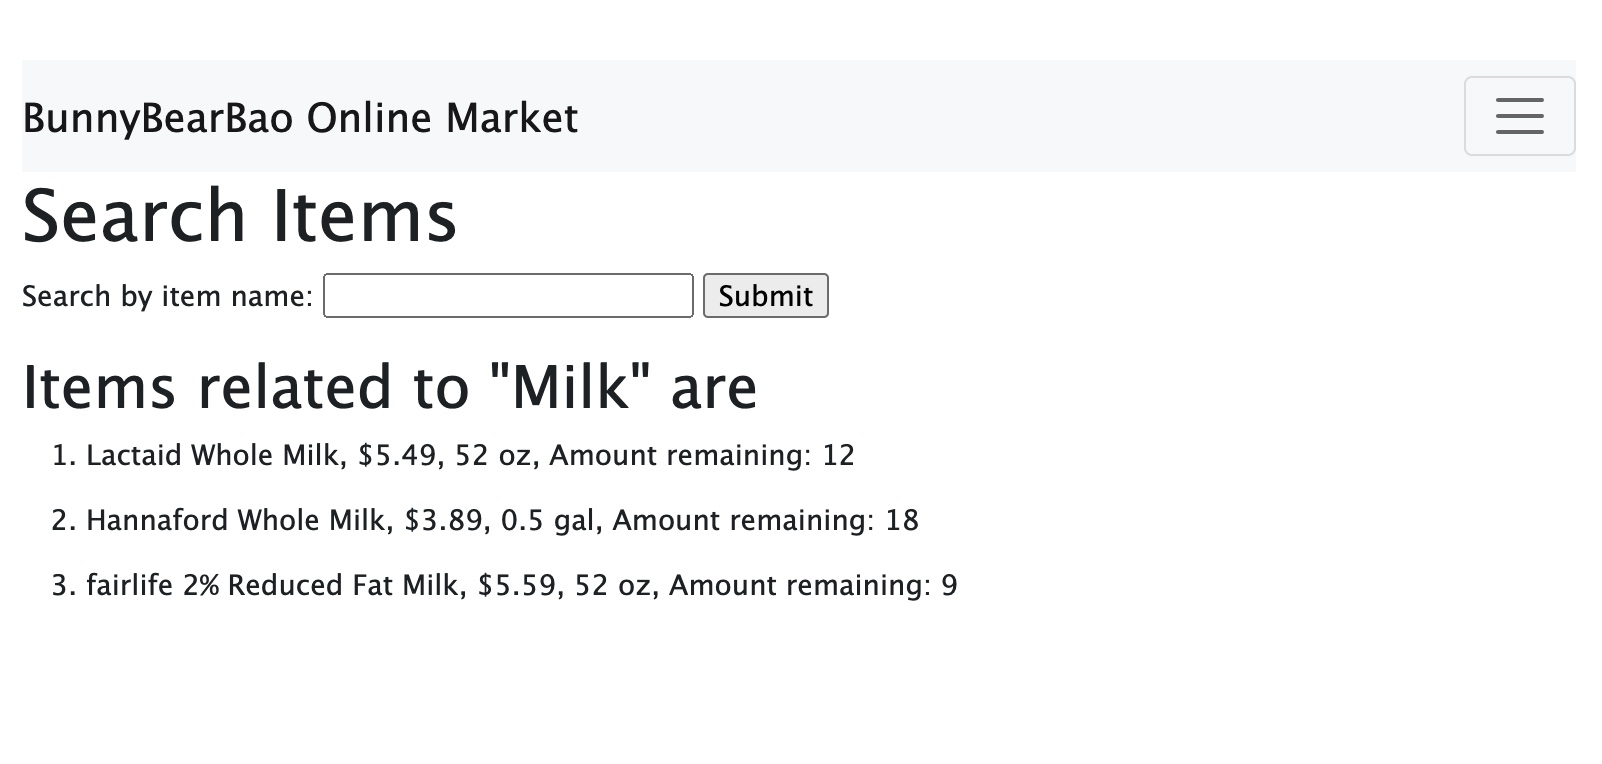 BunnyBearBao Online Market
Search Items
Search by item name: Submit
Items related to "Milk" are
1. Lactaid Whole Milk, $5.49, 52 oz, Amount remaining: 12
2. Hannaford Whole Milk, $3.89, 0.5 gal, Amount remaining: 18
3. fairlife 2% Reduced Fat Milk, $5.59, 52 oz, Amount remaining: 9